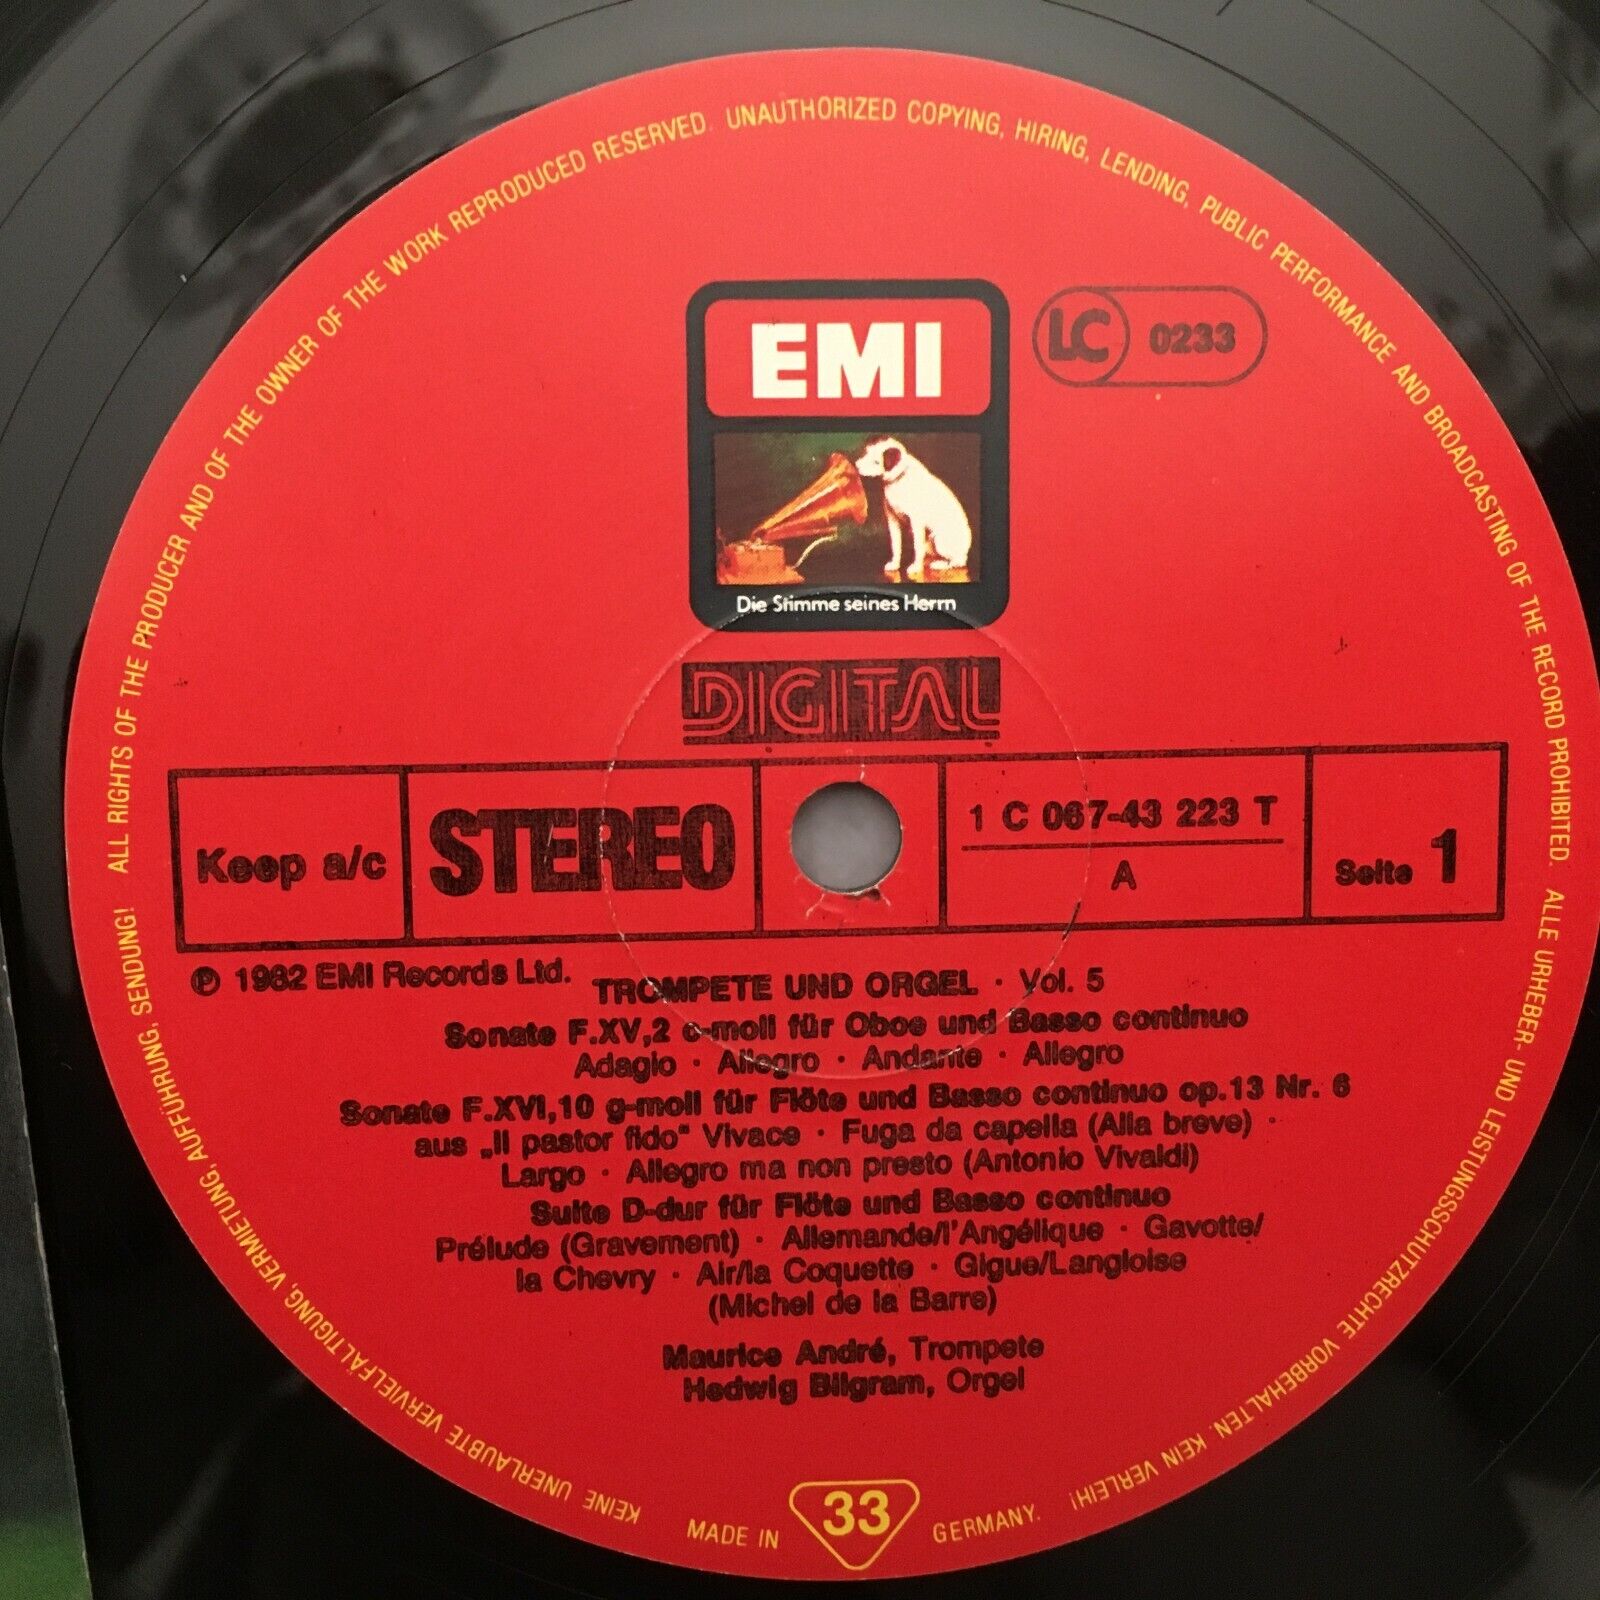 ALL RIGHTS OF THE PRODUCER AND OF THE OWNER OF THE WORK REPRODUCED RESERVED. UNAUTHORIZED COPYING, HIRING, LENDING, PUBLIC PERFORMANCE AND BROADCASTING OF THE RECORD PROHIBITED.
ALLE URHEBER- UND LEISTUNGSSCHUTZRECHTE VORBEHALTEN. KEIN VERLEIH! KEINE UNERLAUBTE VERVIELFÄLTIGUNG, VERMIETUNG, AUFFÜHRUNG, SENDUNG!
EMI
LC 0233
Die Stimme seines Herrn
DIGITAL
Keep a/c
STEREO
1 C 067-43 223 T
A
Seite 1
℗ 1982 EMI Records Ltd.
TROMPETE UND ORGEL · Vol. 5
Sonate F.XV,2 c-moll für Oboe und Basso continuo
Adagio · Allegro · Andante · Allegro
Sonate F.XVI,10 g-moll für Flöte und Basso continuo op.13 Nr. 6
aus „Il pastor fido" Vivace · Fuga da capella (Alla breve) ·
Largo · Allegro ma non presto (Antonio Vivaldi)
Suite D-dur für Flöte und Basso continuo
Prélude (Gravement) · Allemande/l'Angélique · Gavotte/
la Chevry · Air/la Coquette · Gigue/Langloise
(Michel de la Barre)
Maurice André, Trompete
Hedwig Bilgram, Orgel
MADE IN 33 GERMANY.